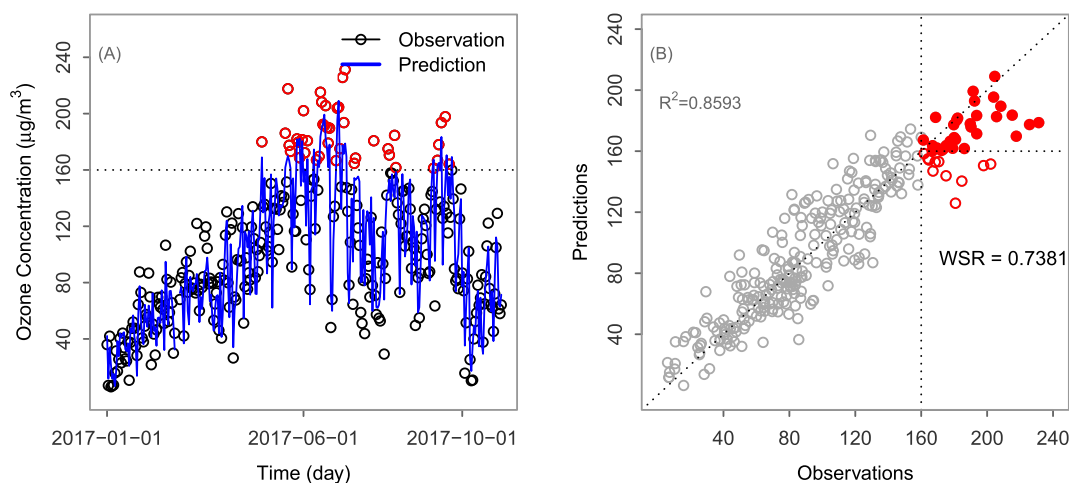 (A)
Observation
Prediction
Ozone Concentration (μg/m³)
240
200
160
120
80
40
2017−01−01
2017−06−01
2017−10−01
Time (day)
(B)
R²=0.8593
WSR = 0.7381
Predictions
240
200
160
120
80
40
40
80
120
160
200
240
Observations